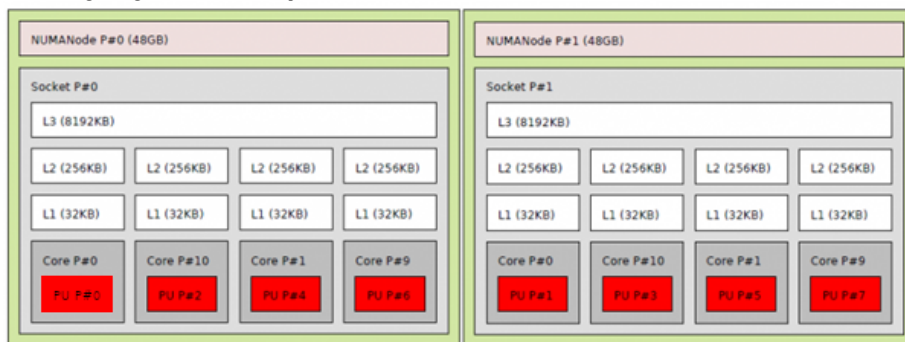 NUMANode P#0 (48GB)
Socket P#0
L3 (8192KB)
L2 (256KB) L2 (256KB) L2 (256KB) L2 (256KB)
L1 (32KB) L1 (32KB) L1 (32KB) L1 (32KB)
Core P#0 Core P#10 Core P#1 Core P#9
PU P#0 PU P#2 PU P#4 PU P#6
NUMANode P#1 (48GB)
Socket P#1
L3 (8192KB)
L2 (256KB) L2 (256KB) L2 (256KB) L2 (256KB)
L1 (32KB) L1 (32KB) L1 (32KB) L1 (32KB)
Core P#0 Core P#10 Core P#1 Core P#9
PU P#1 PU P#3 PU P#5 PU P#7